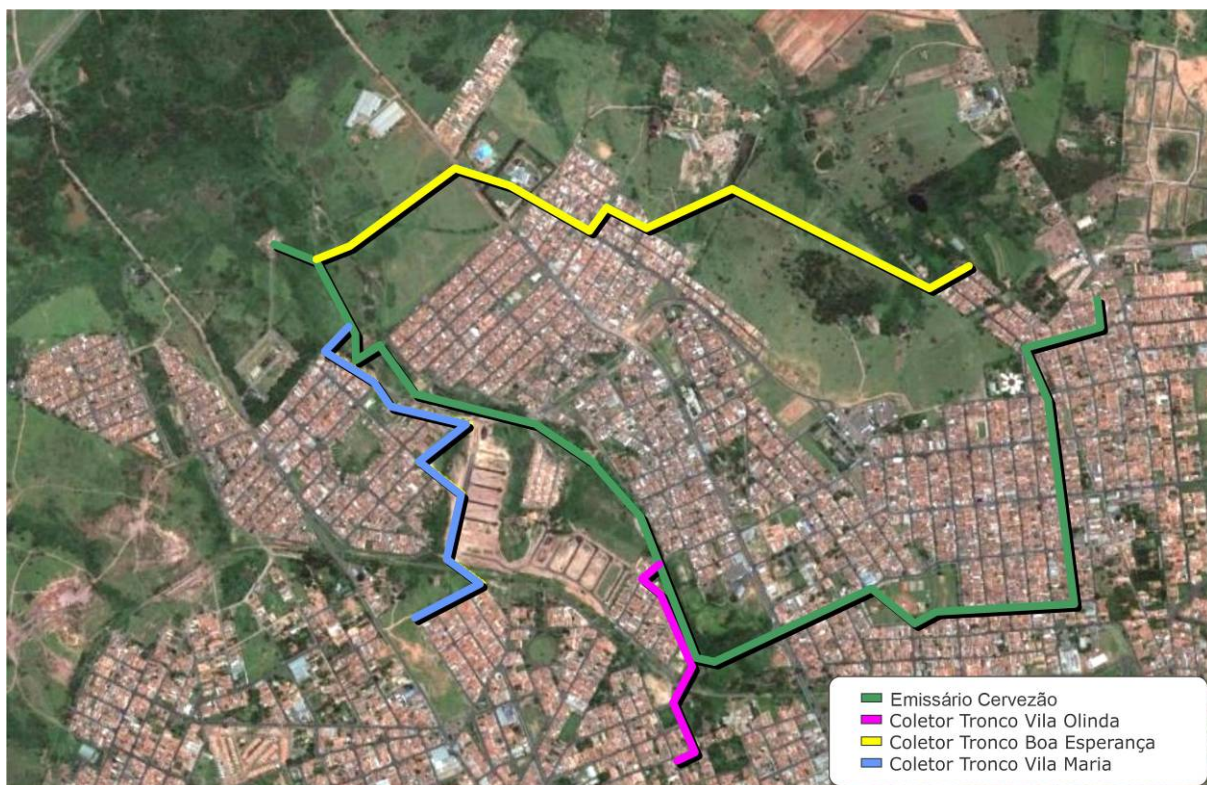 Emissário Cervezão
Coletor Tronco Vila Olinda
Coletor Tronco Boa Esperança
Coletor Tronco Vila Maria